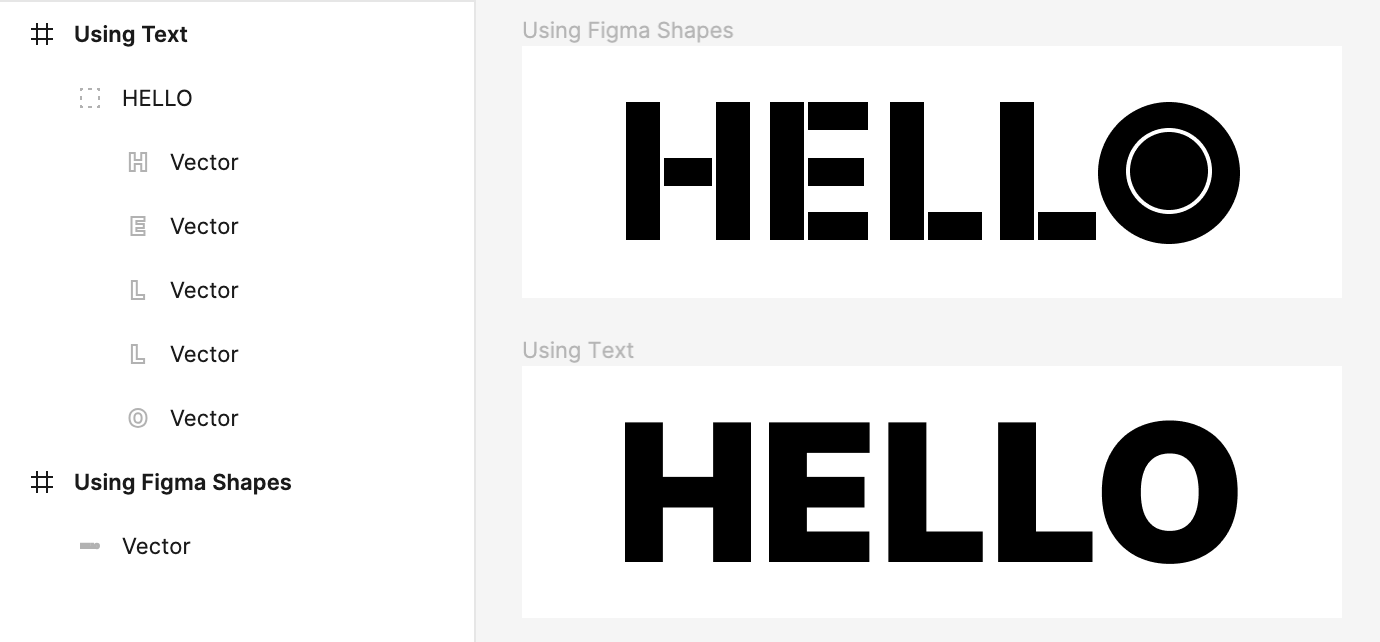 Using Text
HELLO
Vector
Vector
Vector
Vector
Vector
Using Figma Shapes
Vector
Using Figma Shapes
HELLO
Using Text
HELLO